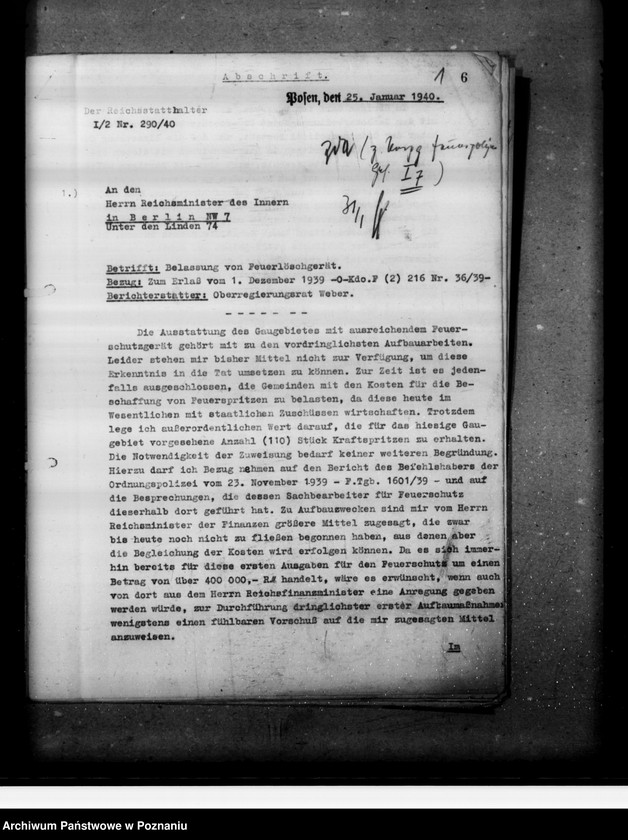 Abschrift.
1 6
Posen, den 25. Januar 1940.
Der Reichsstatthalter
I/2 Nr. 290/40
zdA (z.
I 7 )
31/1
1.)
An den
Herrn Reichsminister des Innern
in Berlin NW 7
Unter den Linden 74
Betrifft: Belassung von Feuerlöschgerät.
Bezug: Zum Erlaß vom 1. Dezember 1939 -O-Kdo.F (2) 216 Nr. 36/39-
Berichterstatter: Oberregierungsrat Weber.
- - - - - - -
Die Ausstattung des Gaugebietes mit ausreichendem Feuer-
schutzgerät gehört mit zu den vordringlichsten Aufbauarbeiten.
Leider stehen mir bisher Mittel nicht zur Verfügung, um diese
Erkenntnis in die Tat umsetzen zu können. Zur Zeit ist es jeden-
falls ausgeschlossen, die Gemeinden mit den Kosten für die Be-
schaffung von Feuerspritzen zu belasten, da diese heute im
Wesentlichen mit staatlichen Zuschüssen wirtschaften. Trotzdem
lege ich außerordentlichen Wert darauf, die für das hiesige Gau-
gebiet vorgesehene Anzahl (110) Stück Kraftspritzen zu erhalten.
Die Notwendigkeit der Zuweisung bedarf keiner weiteren Begründung.
Hierzu darf ich Bezug nehmen auf den Bericht des Befehlshabers der
Ordnungspolizei vom 23. November 1939 - F.Tgb. 1601/39 - und auf
die Besprechungen, die dessen Sachbearbeiter für Feuerschutz
dieserhalb dort geführt hat. Zu Aufbauzwecken sind mir vom Herrn
Reichsminister der Finanzen größere Mittel zugesagt, die zwar
bis heute noch nicht zu fließen begonnen haben, aus denen aber
die Begleichung der Kosten wird erfolgen können. Da es sich immer-
hin bereits für diese ersten Ausgaben für den Feuerschutz um einen
Betrag von über 400 000,- RM handelt, wäre es erwünscht, wenn auch
von dort aus dem Herrn Reichsfinanzminister eine Anregung gegeben
werden würde, zur Durchführung dringlichster erster Aufbaumaßnahmen
wenigstens einen fühlbaren Vorschuß auf die mir zugesagten Mittel
anzuweisen.
Im
Archiwum Państwowe w Poznaniu